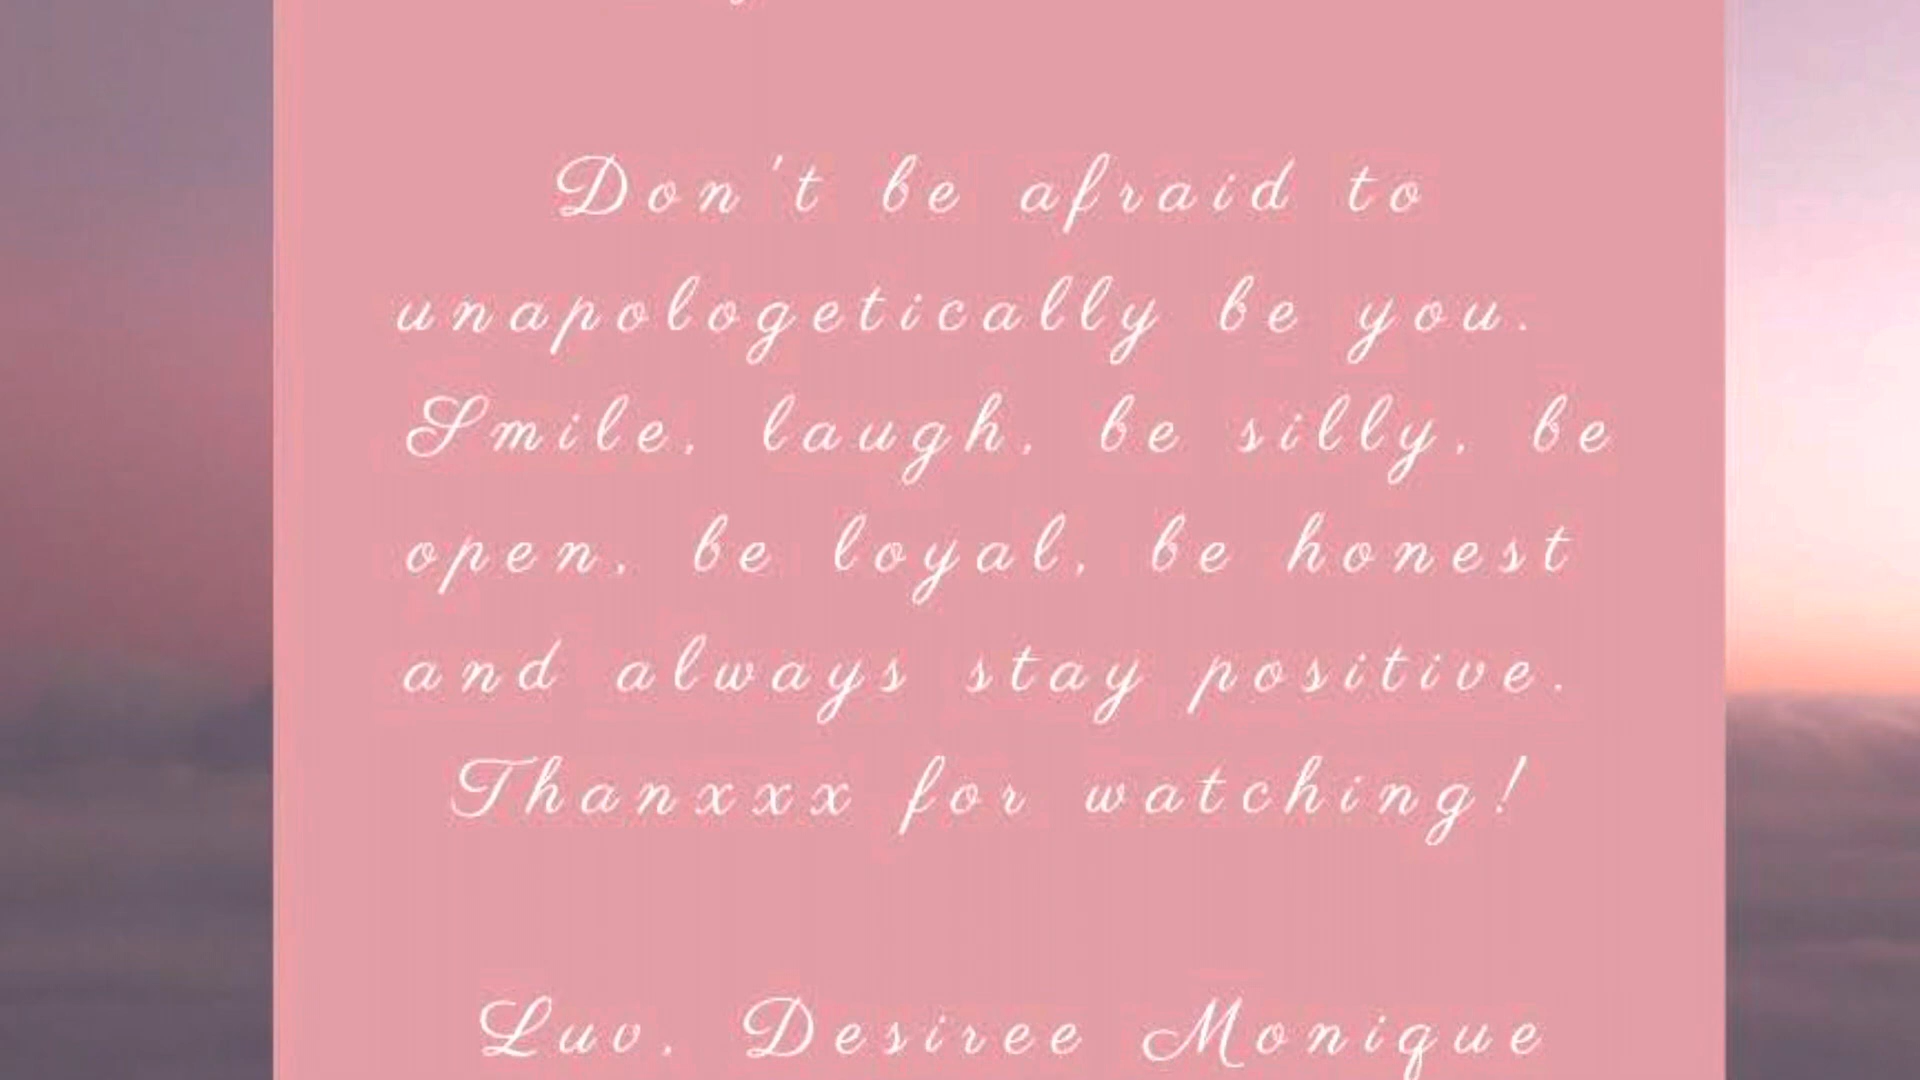 Don't be afraid to
unapologetically be you.
Smile, laugh, be silly, be
open, be loyal, be honest
and always stay positive.
Thanxxx for watching!
Luv, Desiree Monique